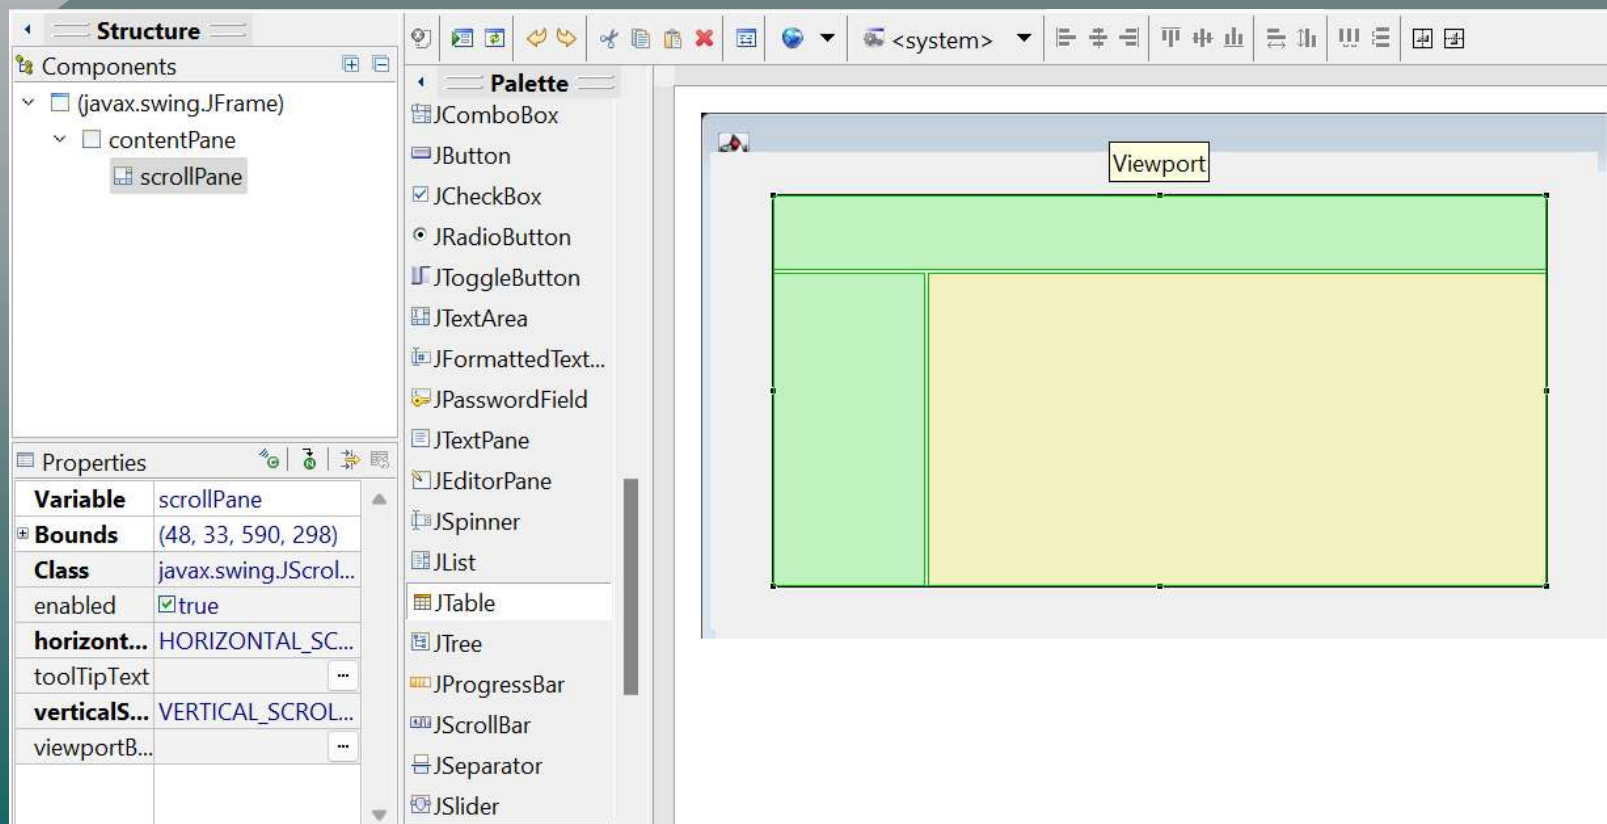 Structure
Components
(javax.swing.JFrame)
contentPane
scrollPane
Properties
Variable scrollPane
Bounds (48, 33, 590, 298)
Class javax.swing.JScrol...
enabled true
horizont... HORIZONTAL_SC...
toolTipText ...
verticalS... VERTICAL_SCROL...
viewportB... ...
<system>
Palette
JComboBox
JButton
JCheckBox
JRadioButton
JToggleButton
JTextArea
JFormattedText...
JPasswordField
JTextPane
JEditorPane
JSpinner
JList
JTable
JTree
JProgressBar
JScrollBar
JSeparator
JSlider
Viewport